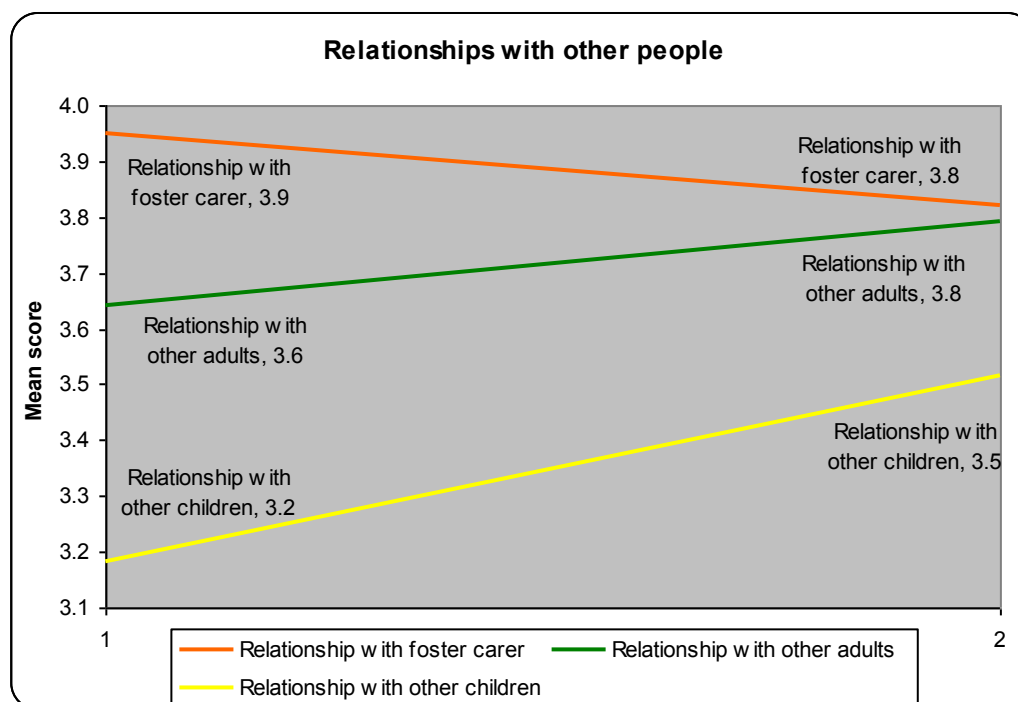 Relationships with other people
Mean score
4.0
3.9
3.8
3.7
3.6
3.5
3.4
3.3
3.2
3.1
Relationship with
foster carer, 3.9
Relationship with
foster carer, 3.8
Relationship with
other adults, 3.6
Relationship with
other adults, 3.8
Relationship with
other children, 3.2
Relationship with
other children, 3.5
1
2
Relationship with foster carer
Relationship with other adults
Relationship with other children